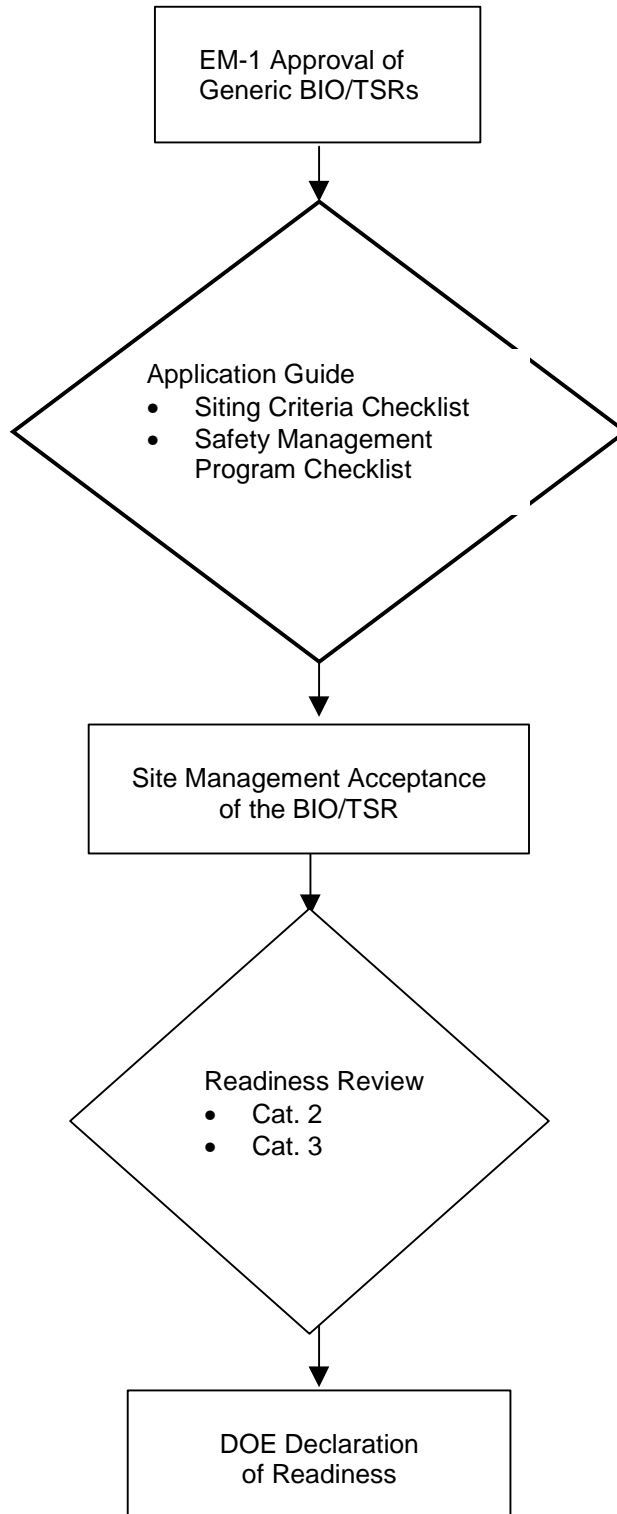 EM-1 Approval of
Generic BIO/TSRs
Application Guide
• Siting Criteria Checklist
• Safety Management
Program Checklist
Site Management Acceptance
of the BIO/TSR
Readiness Review
• Cat. 2
• Cat. 3
DOE Declaration
of Readiness